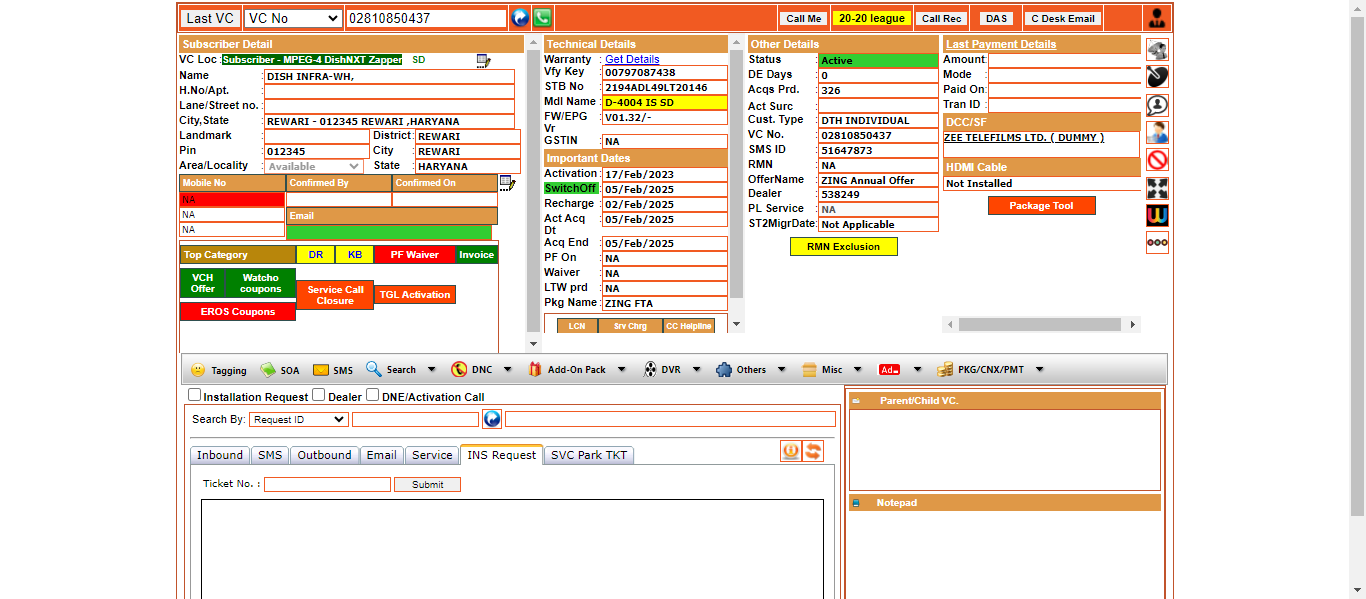 Last VC VC No 02810850437 Call Me 20-20 league Call Rec DAS C Desk Email
Subscriber Detail
VC Loc : Subscriber - MPEG-4 DishNXT Zapper SD
Name : DISH INFRA-WH,
H.No/Apt. :
Lane/Street no. :
City,State : REWARI - 012345 REWARI ,HARYANA
Landmark : District : REWARI
Pin : 012345 City : REWARI
Area/Locality : Available State : HARYANA
Mobile No Confirmed By Confirmed On
NA
NA Email
NA
Top Category DR KB PF Waiver Invoice
VCH Offer Watcho coupons Service Call Closure TGL Activation
EROS Coupons
Technical Details
Warranty : Get Details
Vfy Key : 00797087438
STB No : 2194ADL49LT20146
Mdl Name : D-4004 IS SD
FW/EPG Vr : V01.32/-
GSTIN : NA
Important Dates
Activation : 17/Feb/2023
SwitchOff : 05/Feb/2025
Recharge : 02/Feb/2025
Act Acq Dt : 05/Feb/2025
Acq End : 05/Feb/2025
PF On : NA
Waiver : NA
LTW prd : NA
Pkg Name : ZING FTA
LCN Srv Chrg CC Helpline
Other Details
Status : Active
DE Days : 0
Acqs Prd. : 326
Act Surc :
Cust. Type : DTH INDIVIDUAL
VC No. : 02810850437
SMS ID : 51647873
RMN : NA
OfferName : ZING Annual Offer
Dealer : 538249
PL Service : NA
ST2MigrDate: Not Applicable
RMN Exclusion
Last Payment Details
Amount:
Mode :
Paid On:
Tran ID :
DCC/SF
ZEE TELEFILMS LTD. ( DUMMY )
HDMI Cable
Not Installed
Package Tool
Tagging SOA SMS Search DNC Add-On Pack DVR Others Misc Ad PKG/CNX/PMT
Installation Request Dealer DNE/Activation Call
Search By: Request ID
Inbound SMS Outbound Email Service INS Request SVC Park TKT
Ticket No. : Submit
Parent/Child VC.
Notepad